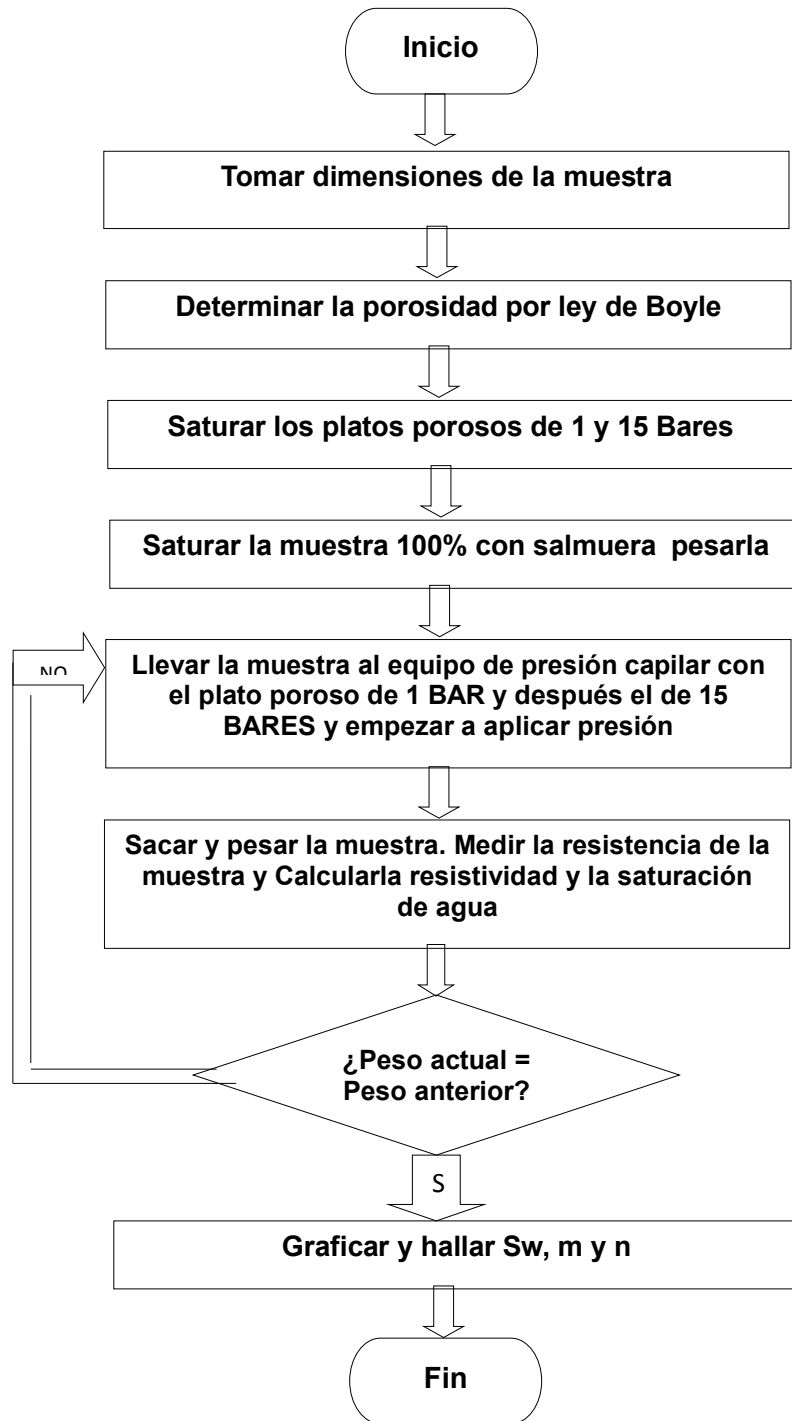 Inicio
Tomar dimensiones de la muestra
Determinar la porosidad por ley de Boyle
Saturar los platos porosos de 1 y 15 Bares
Saturar la muestra 100% con salmuera pesarla
NO
Llevar la muestra al equipo de presión capilar con
el plato poroso de 1 BAR y después el de 15
BARES y empezar a aplicar presión
Sacar y pesar la muestra. Medir la resistencia de la
muestra y Calcularla resistividad y la saturación
de agua
¿Peso actual =
Peso anterior?
S
Graficar y hallar Sw, m y n
Fin